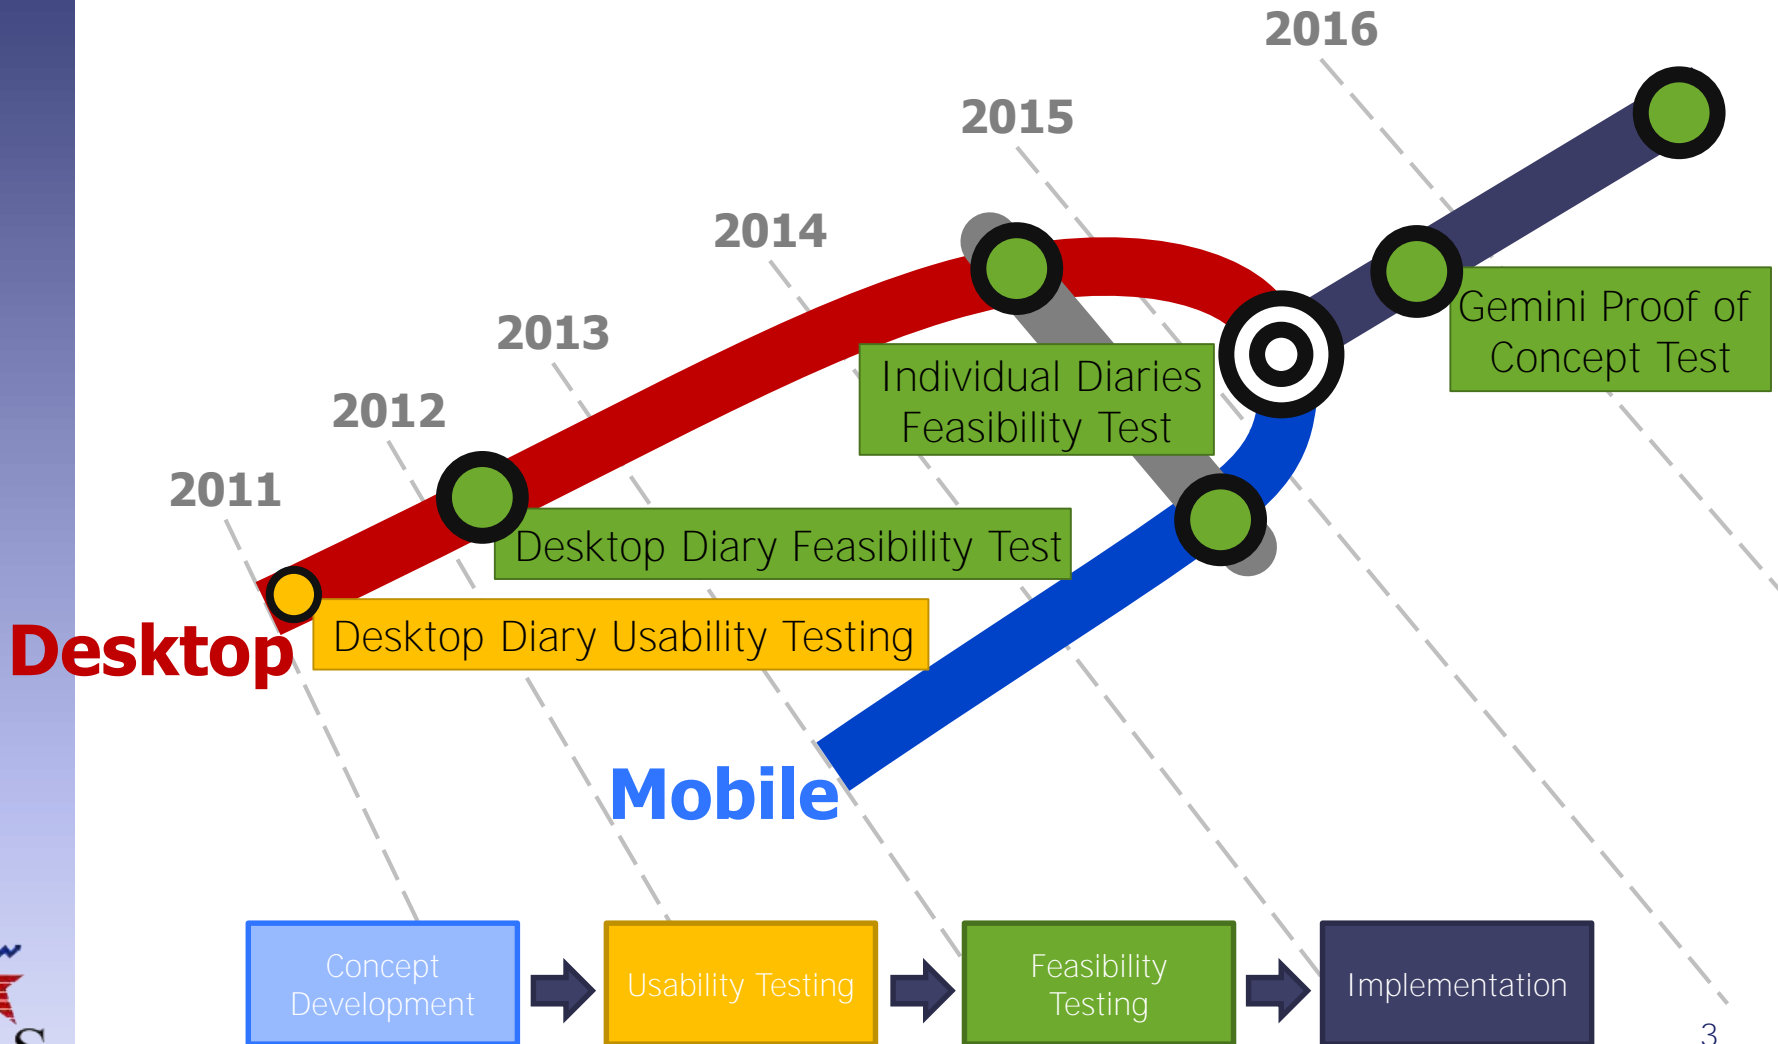 2016
2015
2014
2013
2012
2011
Gemini Proof of
Concept Test
Individual Diaries
Feasibility Test
Desktop Diary Feasibility Test
Desktop Diary Usability Testing
Desktop
Mobile
Concept
Development
Usability Testing
Feasibility
Testing
Implementation
S
3